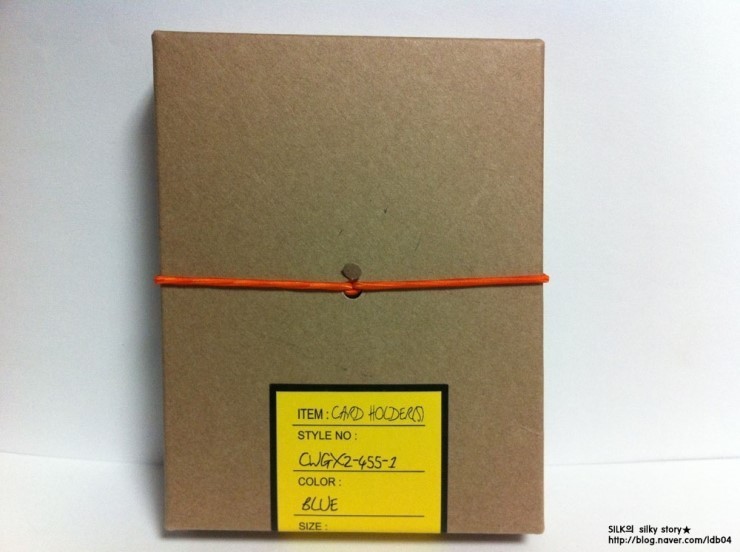 ITEM : CARD HOLDER(S)
STYLE NO :
CWGX2-455-1
COLOR :
BLUE
SIZE :
SILK의 silky story★
http://blog.naver.com/ldb04